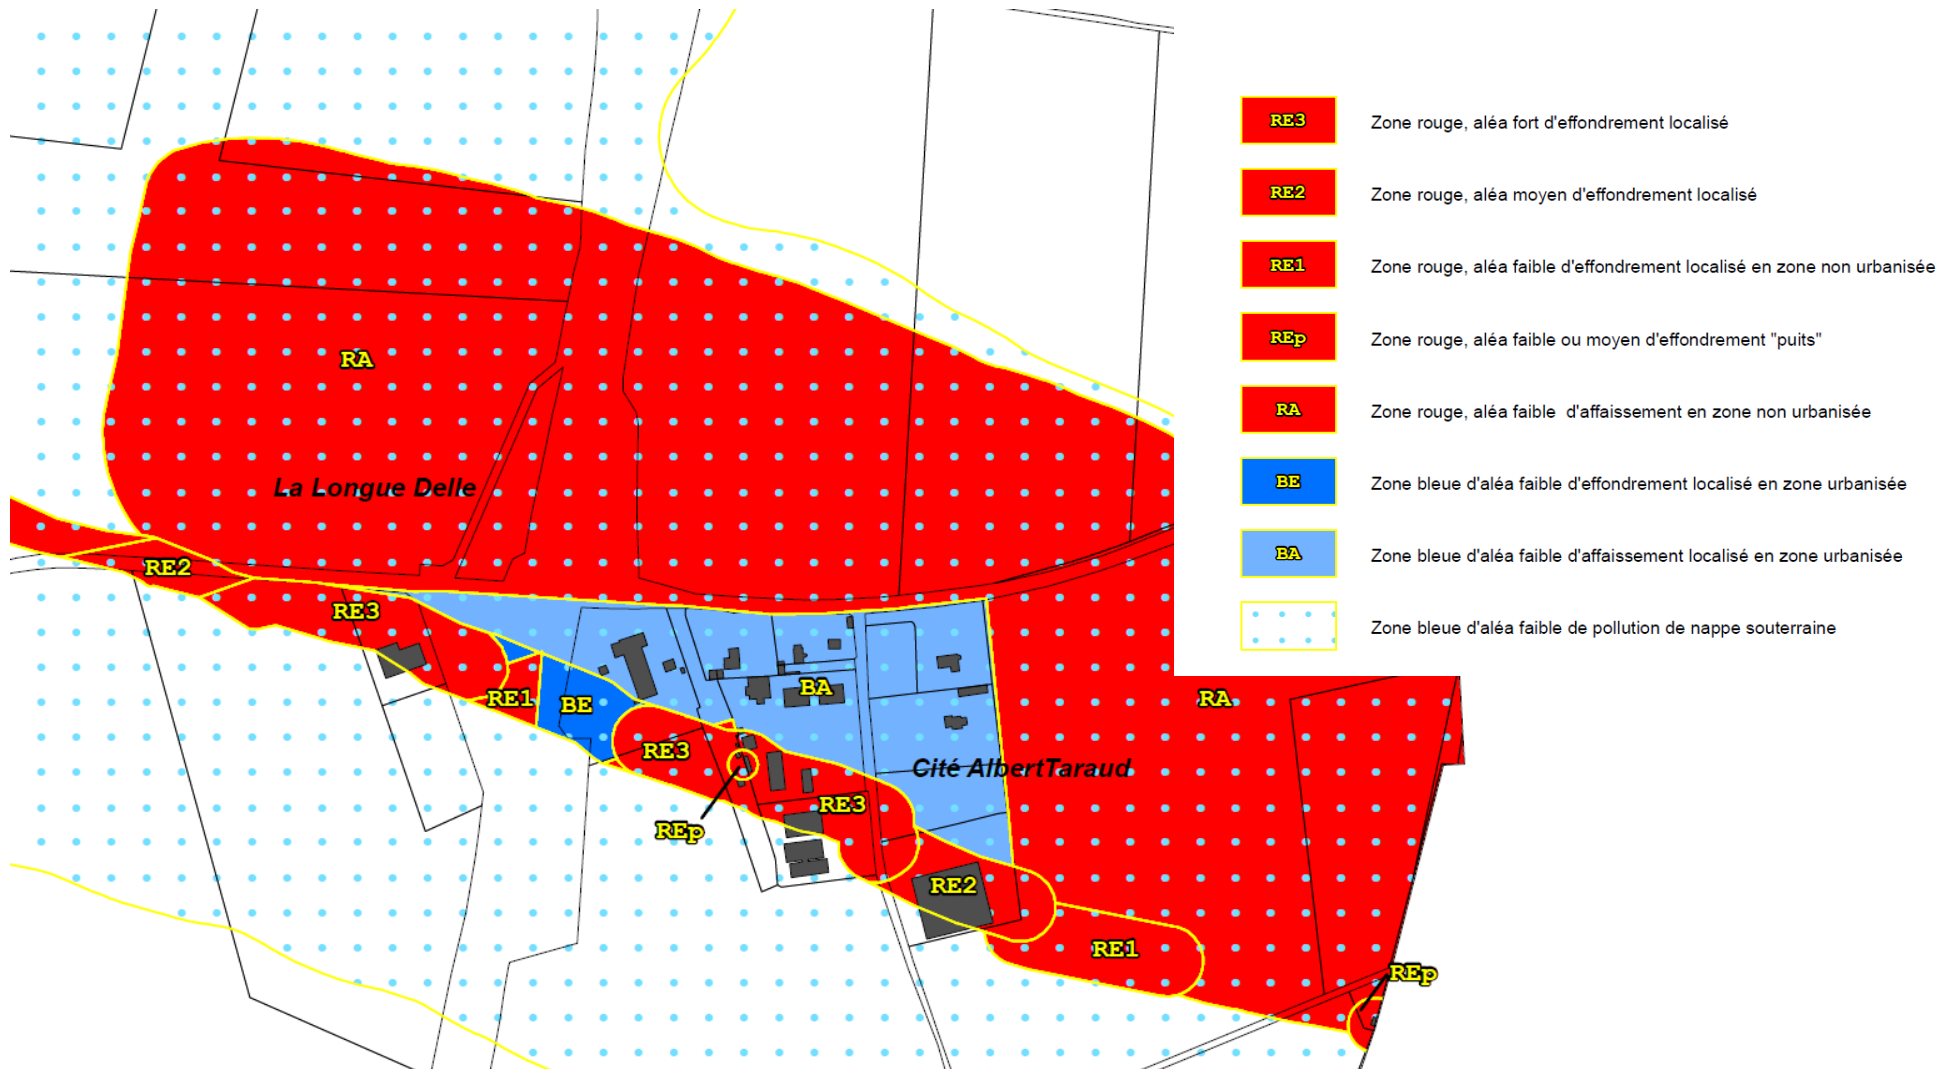 RE3 Zone rouge, aléa fort d'effondrement localisé
RE2 Zone rouge, aléa moyen d'effondrement localisé
RE1 Zone rouge, aléa faible d'effondrement localisé en zone non urbanisée
REp Zone rouge, aléa faible ou moyen d'effondrement "puits"
RA Zone rouge, aléa faible  d'affaissement en zone non urbanisée
BE Zone bleue d'aléa faible d'effondrement localisé en zone urbanisée
BA Zone bleue d'aléa faible d'affaissement localisé en zone urbanisée
Zone bleue d'aléa faible de pollution de nappe souterraine
RA
La Longue Delle
RE2
RE3
RE1
BE
BA
RA
RE3
Cité AlbertTaraud
RE3
REp
RE2
RE1
REp